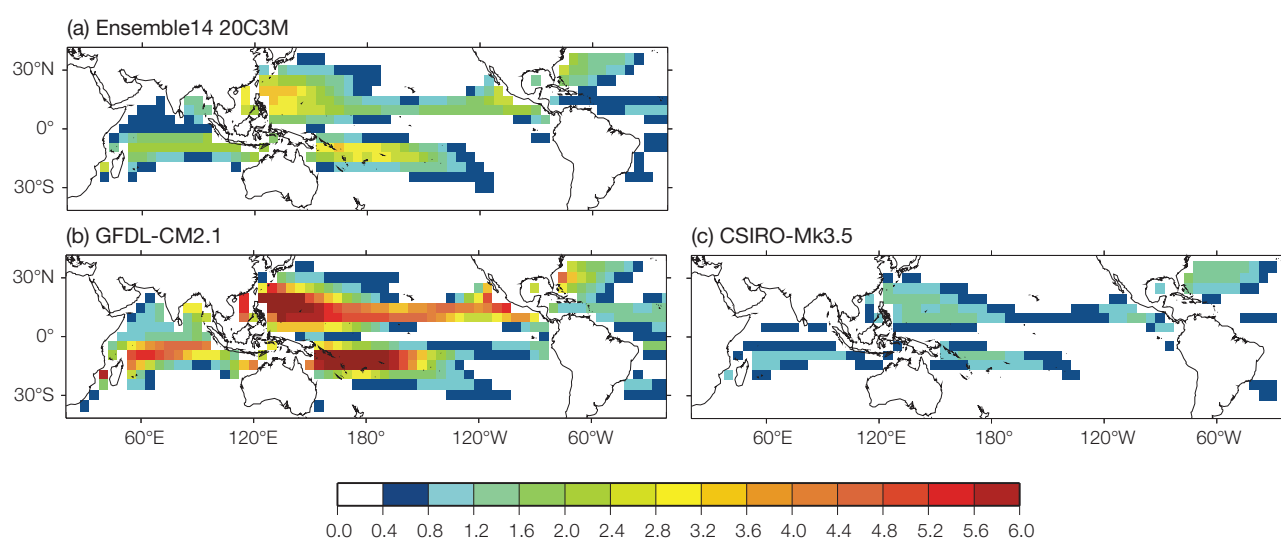 (a) Ensemble14 20C3M
30°N
0°
30°S
(b) GFDL-CM2.1
(c) CSIRO-Mk3.5
30°N
0°
30°S
60°E 120°E 180° 120°W 60°W
60°E 120°E 180° 120°W 60°W
0.0 0.4 0.8 1.2 1.6 2.0 2.4 2.8 3.2 3.6 4.0 4.4 4.8 5.2 5.6 6.0